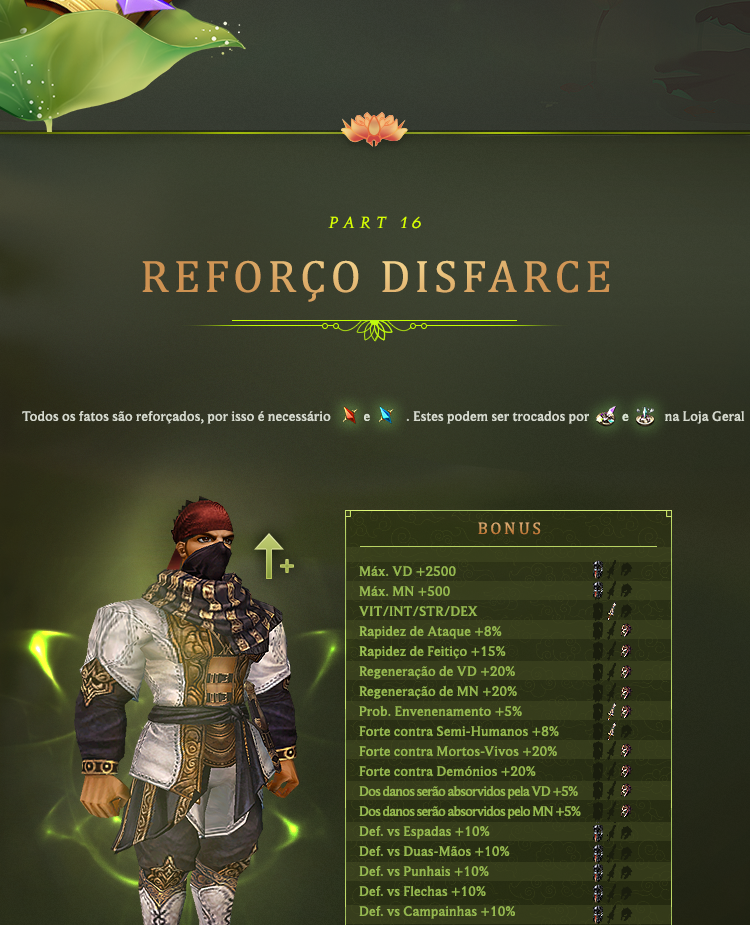 PART 16
REFORÇO DISFARCE
Todos os fatos são reforçados, por isso é necessário e . Estes podem ser trocados por e na Loja Geral
BONUS
Máx. VD +2500
Máx. MN +500
VIT/INT/STR/DEX
Rapidez de Ataque +8%
Rapidez de Feitiço +15%
Regeneração de VD +20%
Regeneração de MN +20%
Prob. Envenenamento +5%
Forte contra Semi-Humanos +8%
Forte contra Mortos-Vivos +20%
Forte contra Demónios +20%
Dos danos serão absorvidos pela VD +5%
Dos danos serão absorvidos pelo MN +5%
Def. vs Espadas +10%
Def. vs Duas-Mãos +10%
Def. vs Punhais +10%
Def. vs Flechas +10%
Def. vs Campainhas +10%